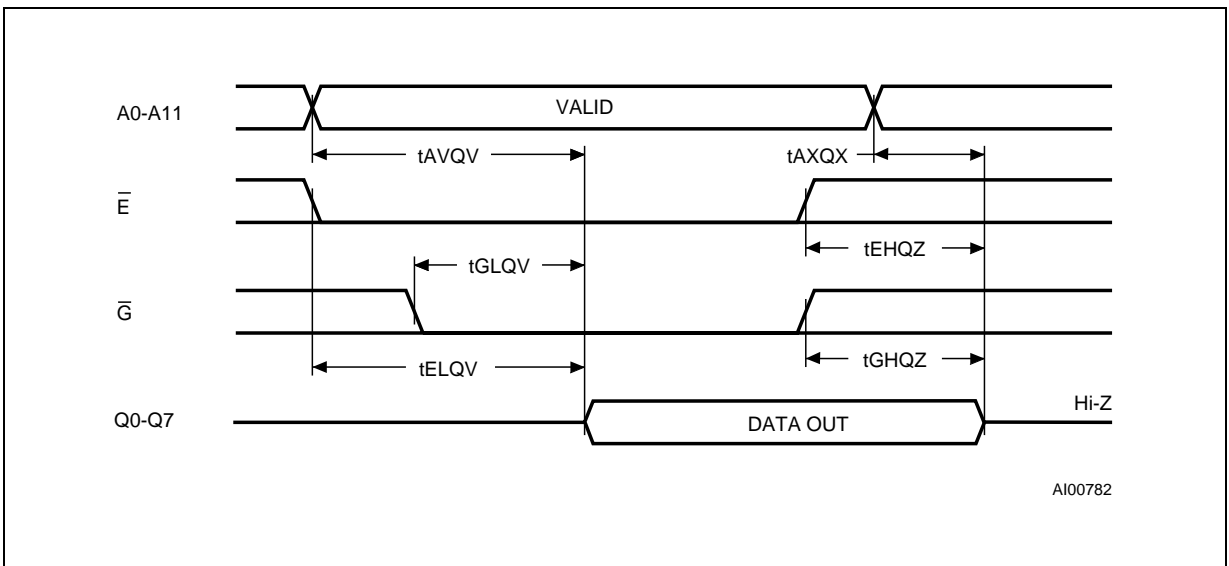 A0-A11
VALID
tAVQV
tAXQX
E̅
tEHQZ
tGLQV
G̅
tGHQZ
tELQV
Q0-Q7
DATA OUT
Hi-Z
AI00782